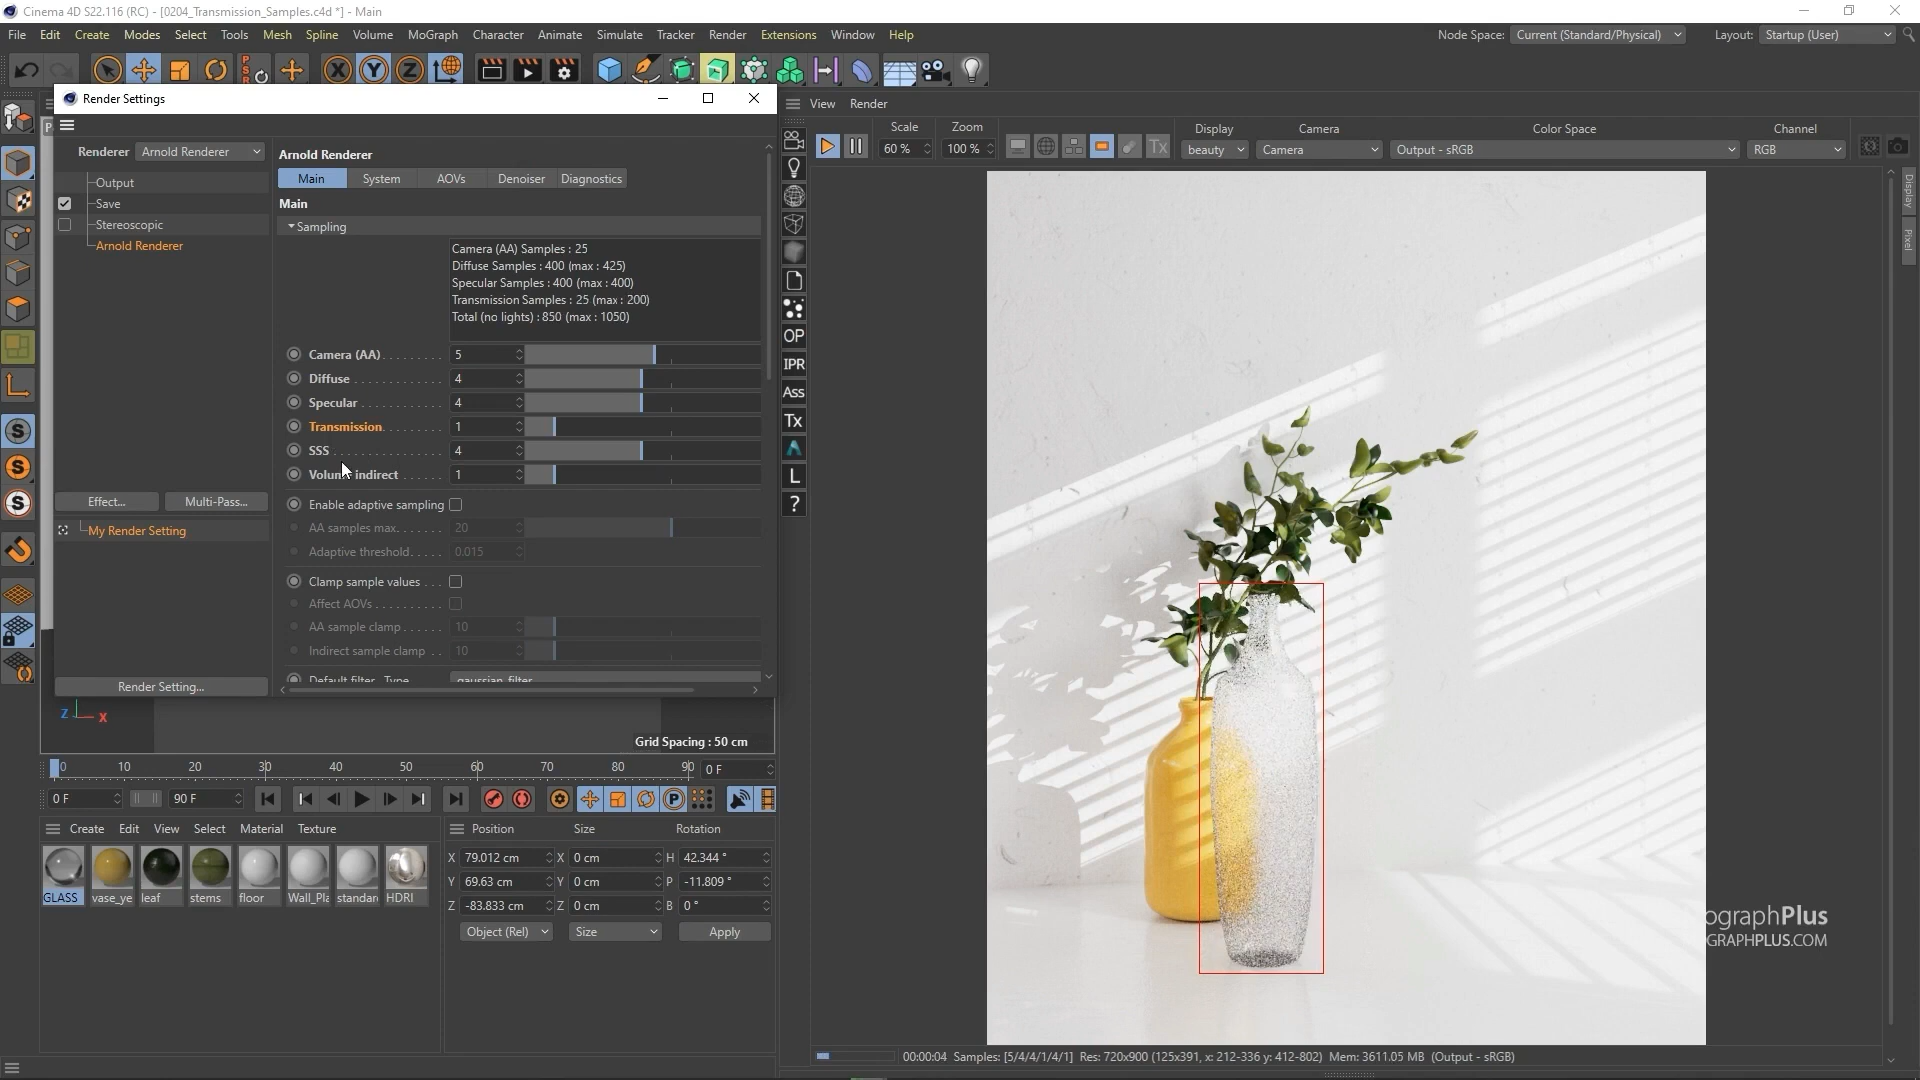 Cinema 4D S22.116 (RC) - [0204_Transmission_Samples.c4d *] - Main
File Edit Create Modes Select Tools Mesh Spline Volume MoGraph Character Animate Simulate Tracker Render Extensions Window Help
Node Space: Current (Standard/Physical) Layout: Startup (User)
PSR X Y Z
Render Settings
View Render
Renderer Arnold Renderer
Output
Save
Stereoscopic
Arnold Renderer
Effect... Multi-Pass...
My Render Setting
Render Setting...
Arnold Renderer
Main System AOVs Denoiser Diagnostics
Main
Sampling
Camera (AA) Samples : 25
Diffuse Samples : 400 (max : 425)
Specular Samples : 400 (max : 400)
Transmission Samples : 25 (max : 200)
Total (no lights) : 850 (max : 1050)
Camera (AA) 5
Diffuse 4
Specular 4
Transmission 1
SSS 4
Volume indirect 1
Enable adaptive sampling
AA samples max. 20
Adaptive threshold 0.015
Clamp sample values
Affect AOVs
AA sample clamp 10
Indirect sample clamp 10
Default filter Type gaussian_filter
Scale Zoom Display Camera Color Space Channel
60 % 100 % Tx beauty Camera Output - sRGB RGB
Display
Pixel
OP
IPR
Ass
Tx
L
?
Z X
Grid Spacing : 50 cm
0 10 20 30 40 50 60 70 80 90 0 F
0 F 90 F
Create Edit View Select Material Texture
GLASS vase_ye leaf stems floor Wall_Pla standard HDRI
Position Size Rotation
X 79.012 cm X 0 cm H 42.344 °
Y 69.63 cm Y 0 cm P -11.809 °
Z -83.833 cm Z 0 cm B 0 °
Object (Rel) Size Apply
ographPlus
GRAPHPLUS.COM
00:00:04 Samples: [5/4/4/1/4/1] Res: 720x900 (125x391, x: 212-336 y: 412-802) Mem: 3611.05 MB (Output - sRGB)